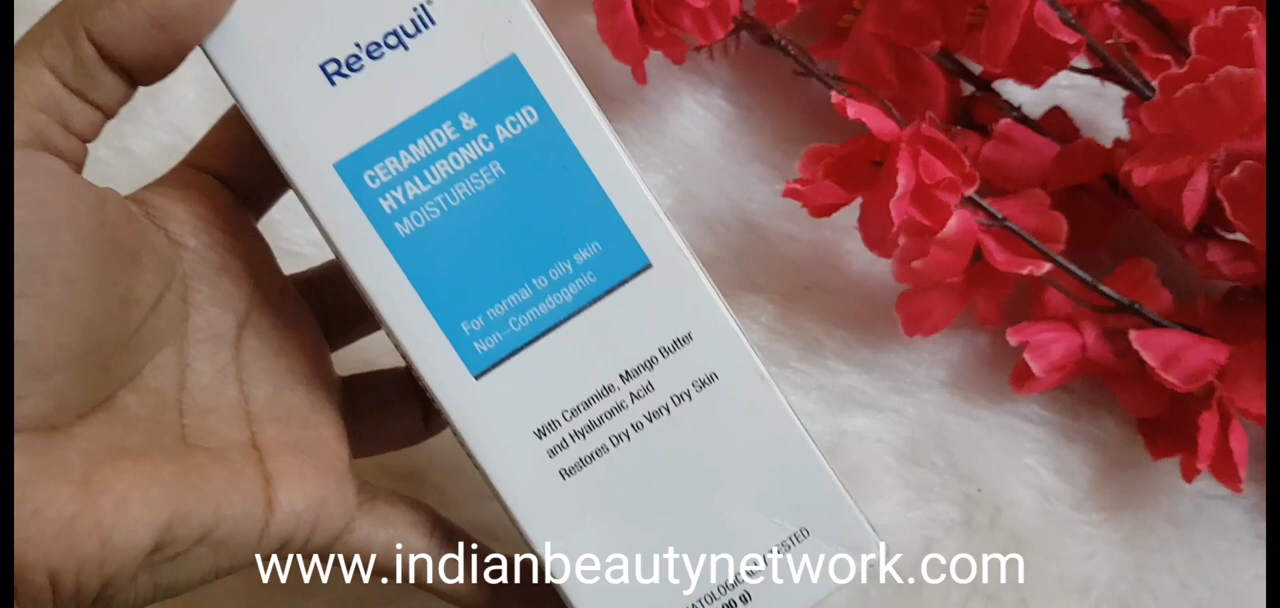 Re'equil
CERAMIDE &
HYALURONIC ACID
MOISTURISER
For normal to oily skin
Non-Comedogenic
With Ceramide, Mango Butter
and Hyaluronic Acid
Restores Dry to Very Dry Skin
www.indianbeautynetwork.com